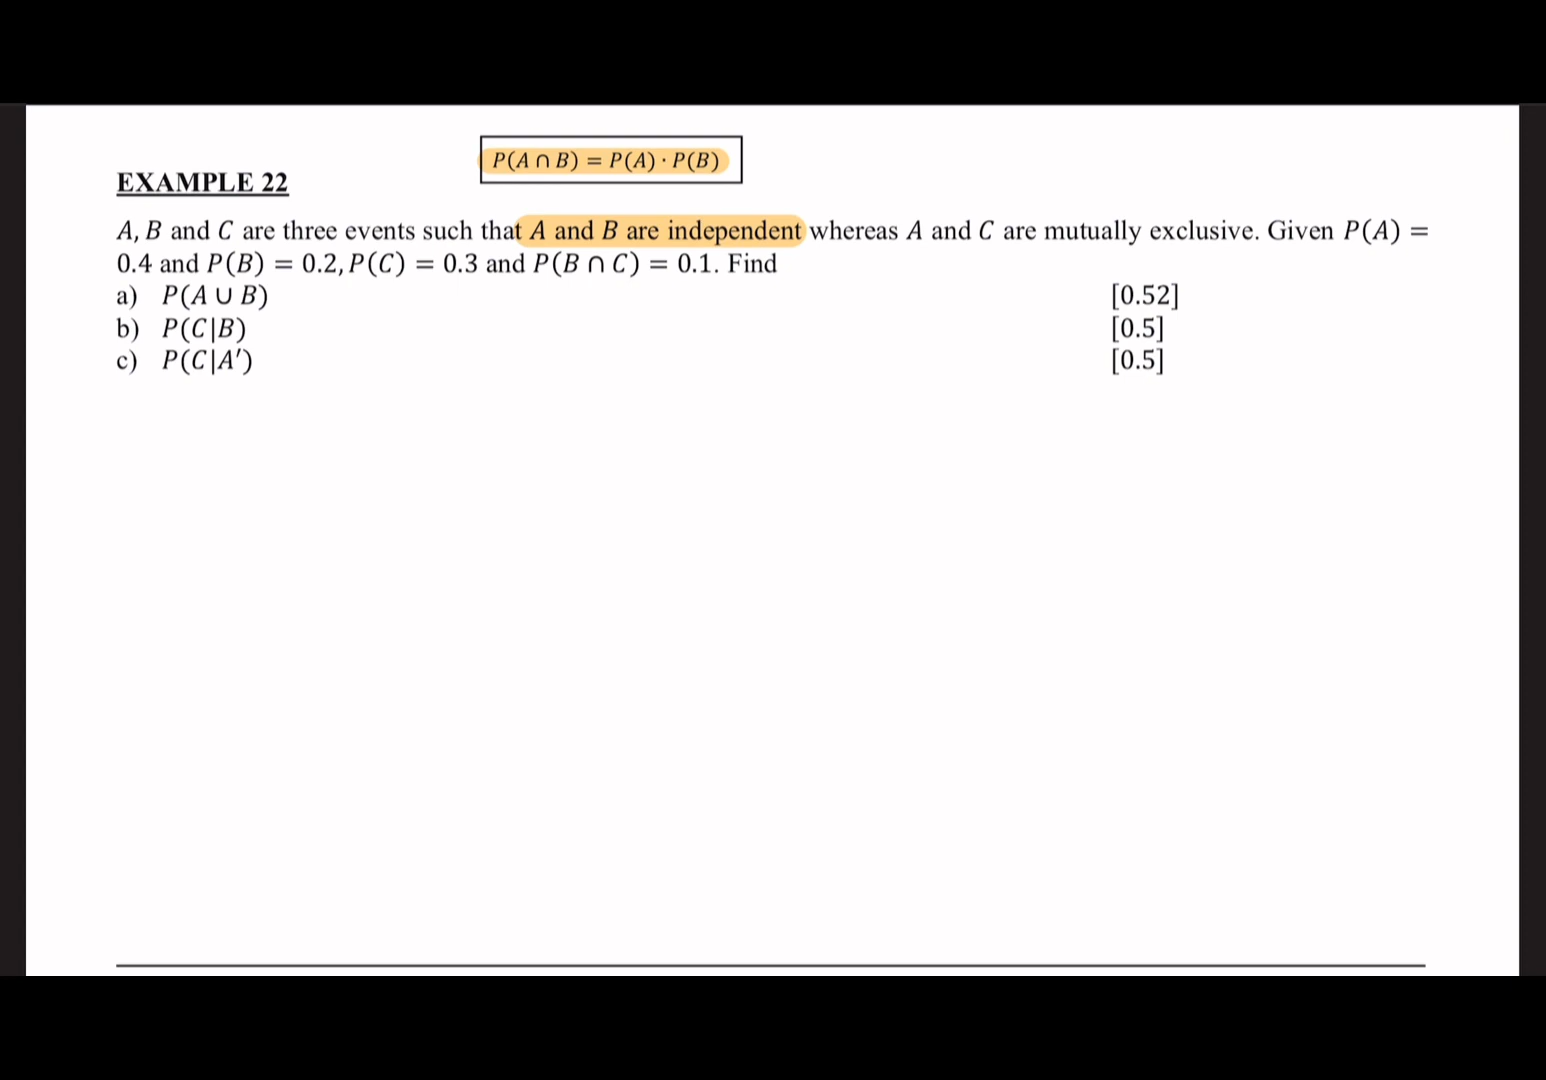 P(A ∩ B) = P(A) · P(B)
EXAMPLE 22
A, B and C are three events such that A and B are independent whereas A and C are mutually exclusive. Given P(A) =
0.4 and P(B) = 0.2, P(C) = 0.3 and P(B ∩ C) = 0.1. Find
a) P(A ∪ B) [0.52]
b) P(C|B) [0.5]
c) P(C|A′) [0.5]